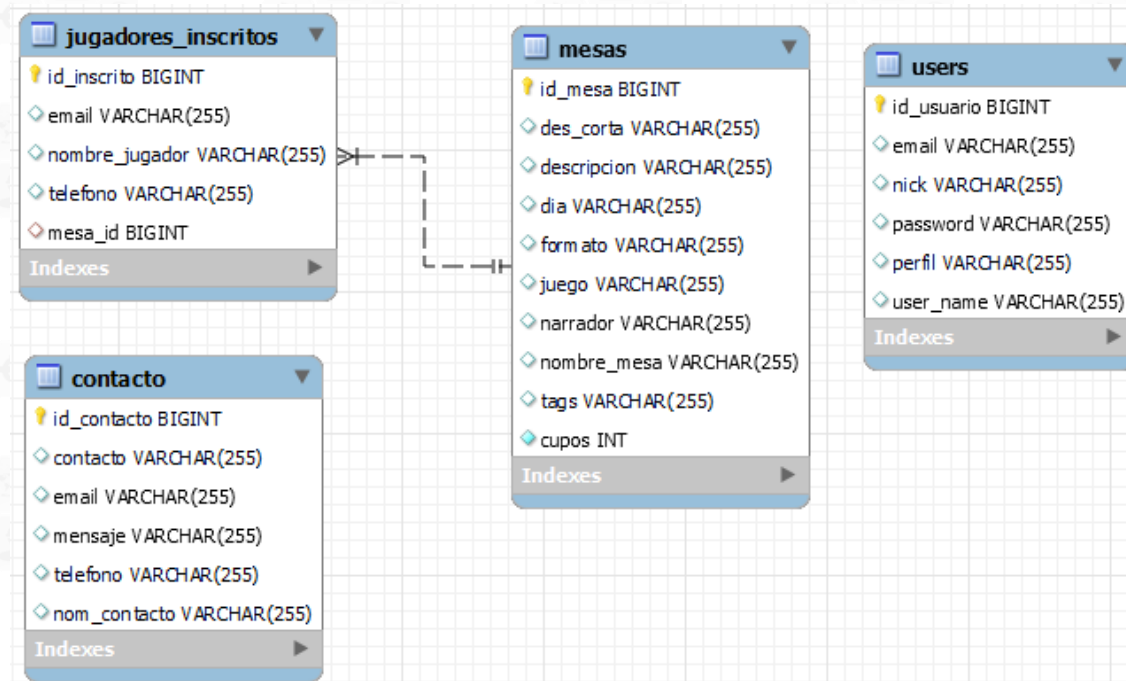 jugadores_inscritos
id_inscrito BIGINT
email VARCHAR(255)
nombre_jugador VARCHAR(255)
telefono VARCHAR(255)
mesa_id BIGINT
Indexes
contacto
id_contacto BIGINT
contacto VARCHAR(255)
email VARCHAR(255)
mensaje VARCHAR(255)
telefono VARCHAR(255)
nom_contacto VARCHAR(255)
Indexes
mesas
id_mesa BIGINT
des_corta VARCHAR(255)
descripcion VARCHAR(255)
dia VARCHAR(255)
formato VARCHAR(255)
juego VARCHAR(255)
narrador VARCHAR(255)
nombre_mesa VARCHAR(255)
tags VARCHAR(255)
cupos INT
Indexes
users
id_usuario BIGINT
email VARCHAR(255)
nick VARCHAR(255)
password VARCHAR(255)
perfil VARCHAR(255)
user_name VARCHAR(255)
Indexes